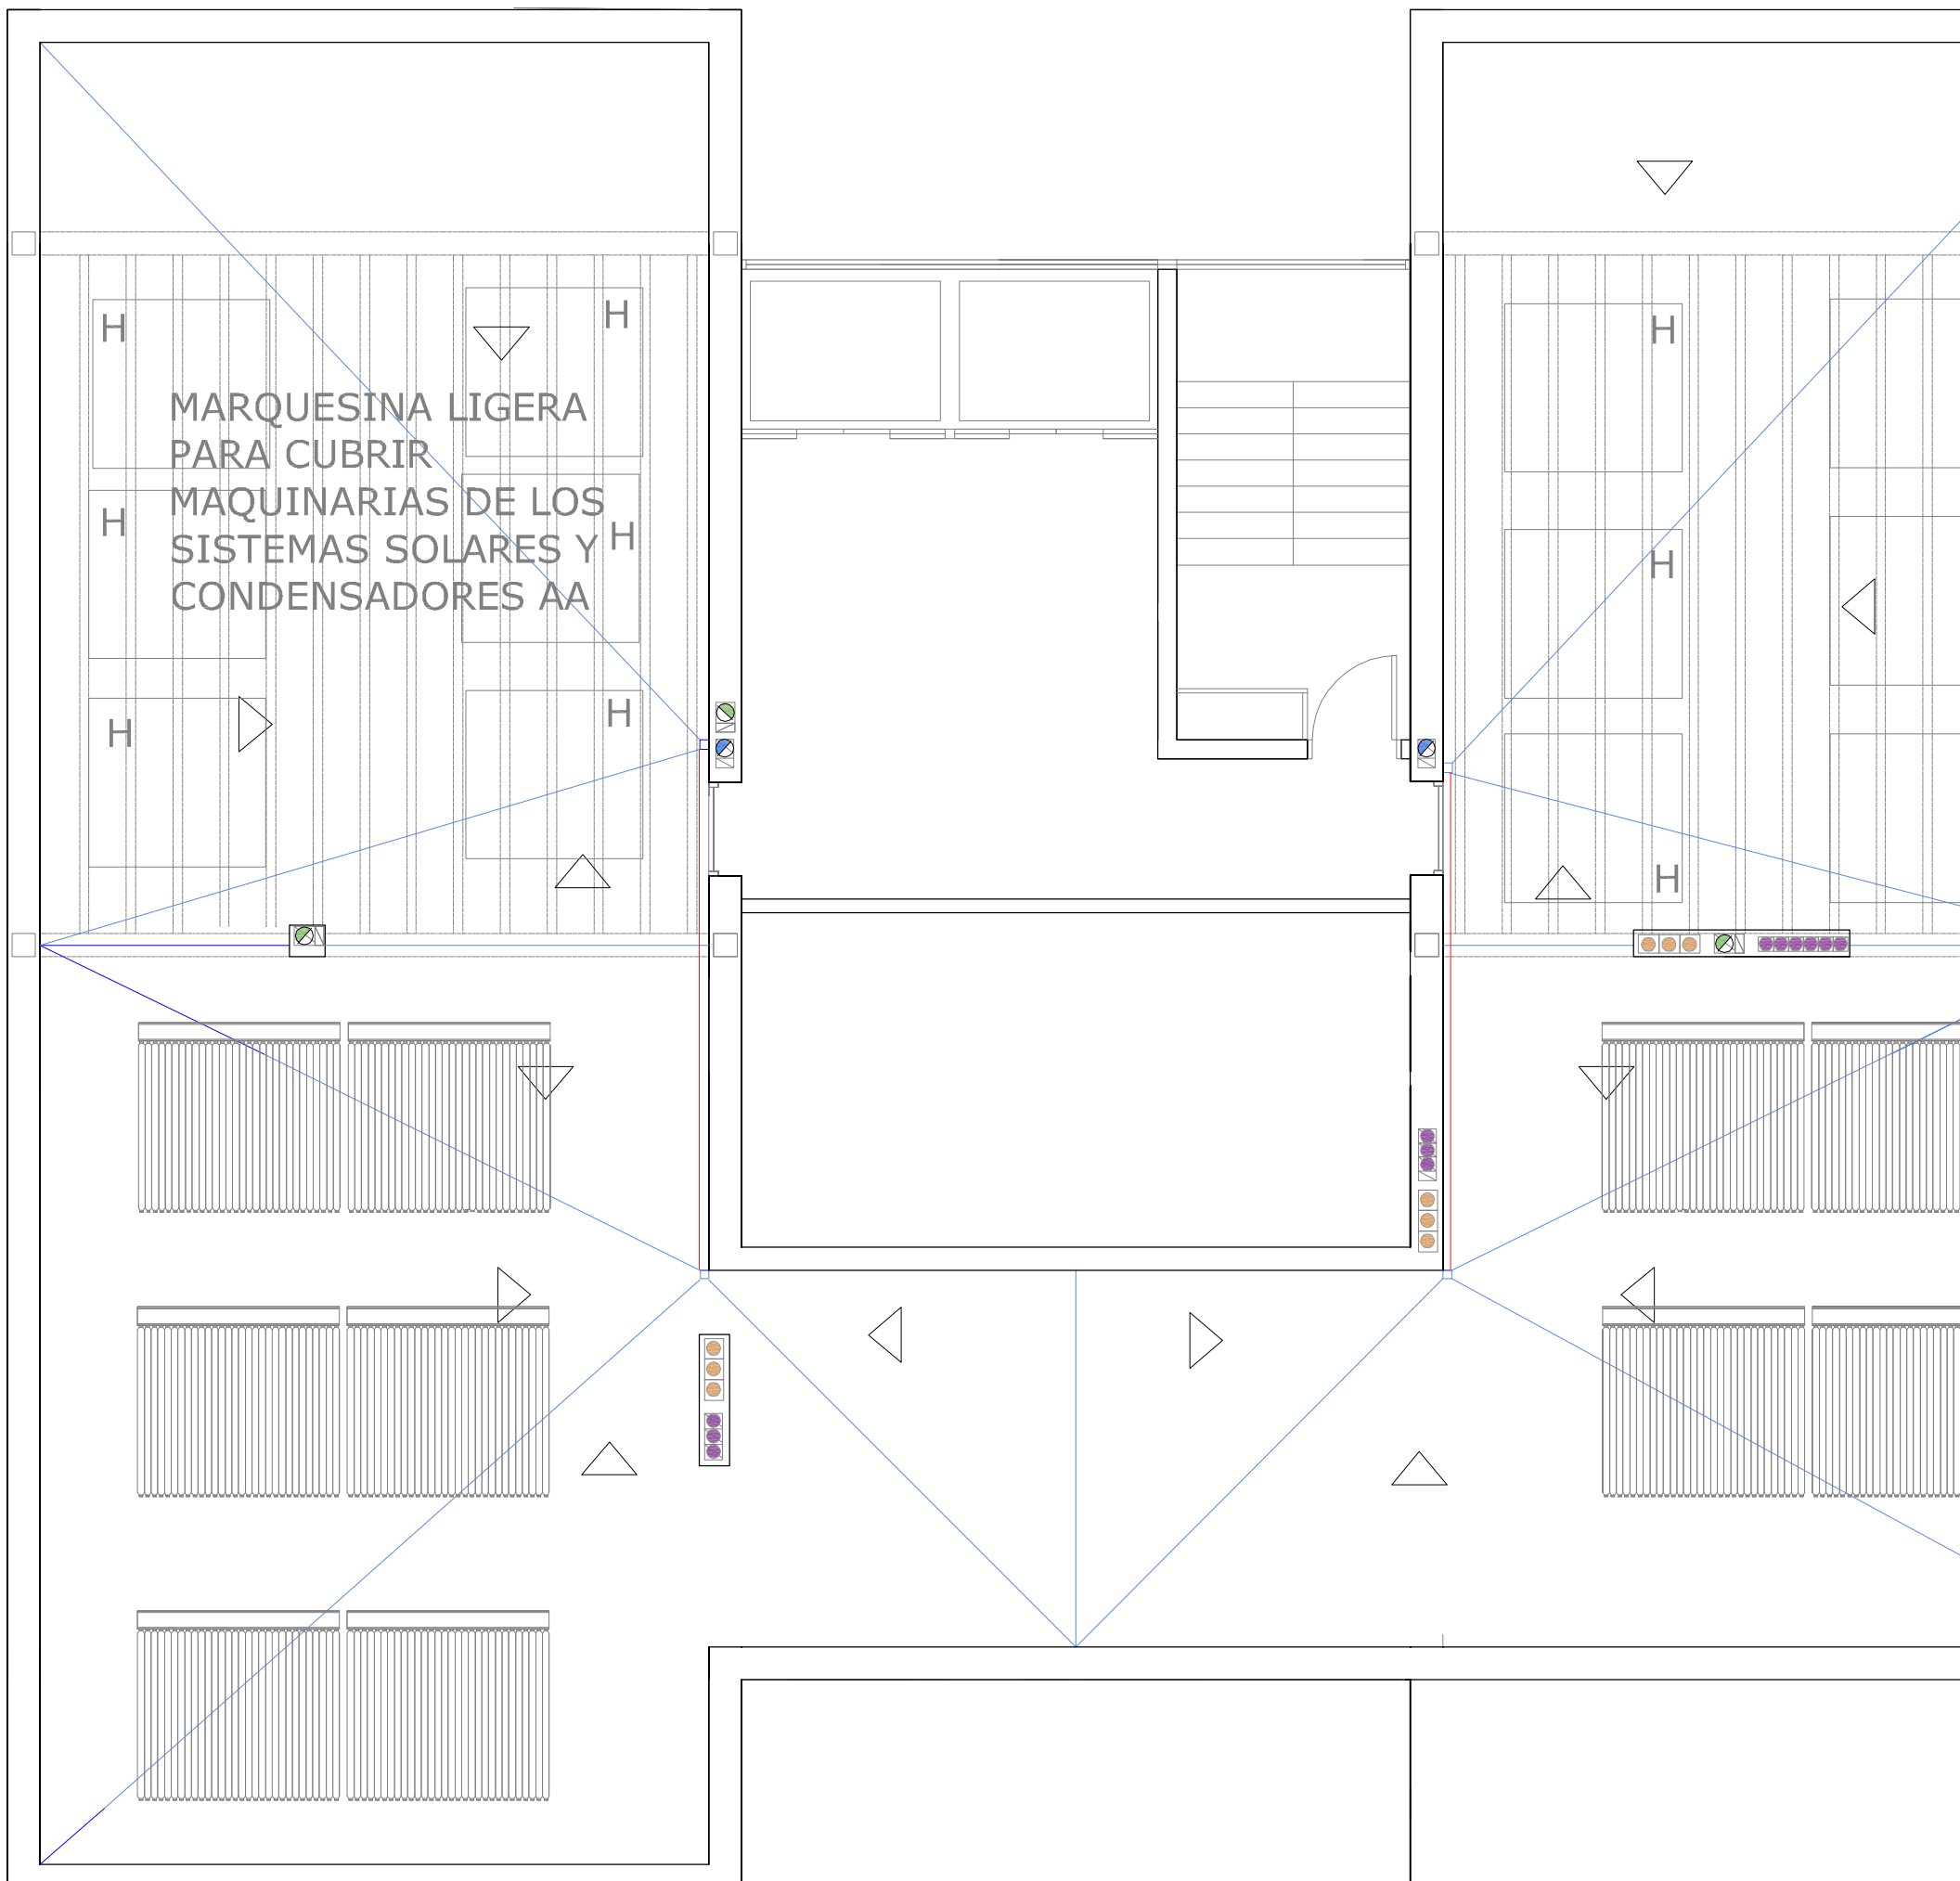 H
H
H
H
MARQUESINA LIGERA
PARA CUBRIR
MAQUINARIAS DE LOS
SISTEMAS SOLARES Y
CONDENSADORES AA
H
H
H
H
H